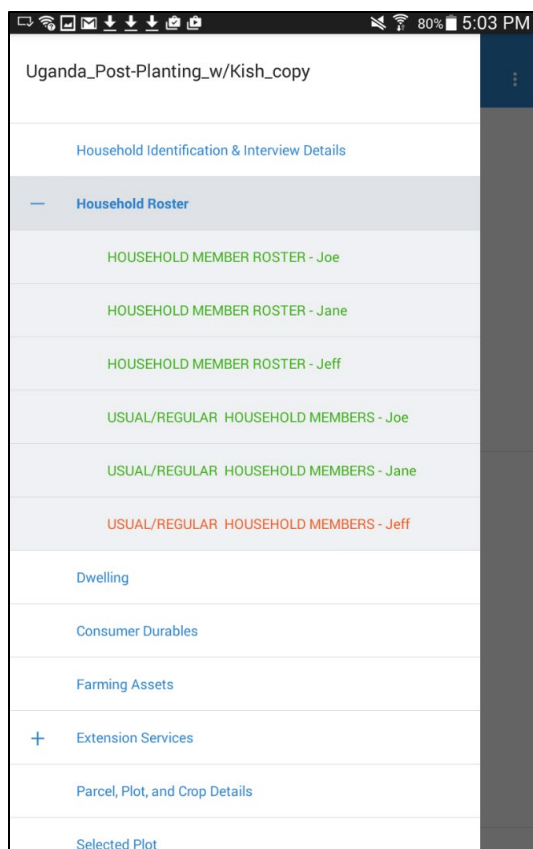 80% 5:03 PM
Uganda_Post-Planting_w/Kish_copy
Household Identification & Interview Details
Household Roster
HOUSEHOLD MEMBER ROSTER - Joe
HOUSEHOLD MEMBER ROSTER - Jane
HOUSEHOLD MEMBER ROSTER - Jeff
USUAL/REGULAR HOUSEHOLD MEMBERS - Joe
USUAL/REGULAR HOUSEHOLD MEMBERS - Jane
USUAL/REGULAR HOUSEHOLD MEMBERS - Jeff
Dwelling
Consumer Durables
Farming Assets
Extension Services
Parcel, Plot, and Crop Details
Selected Plot